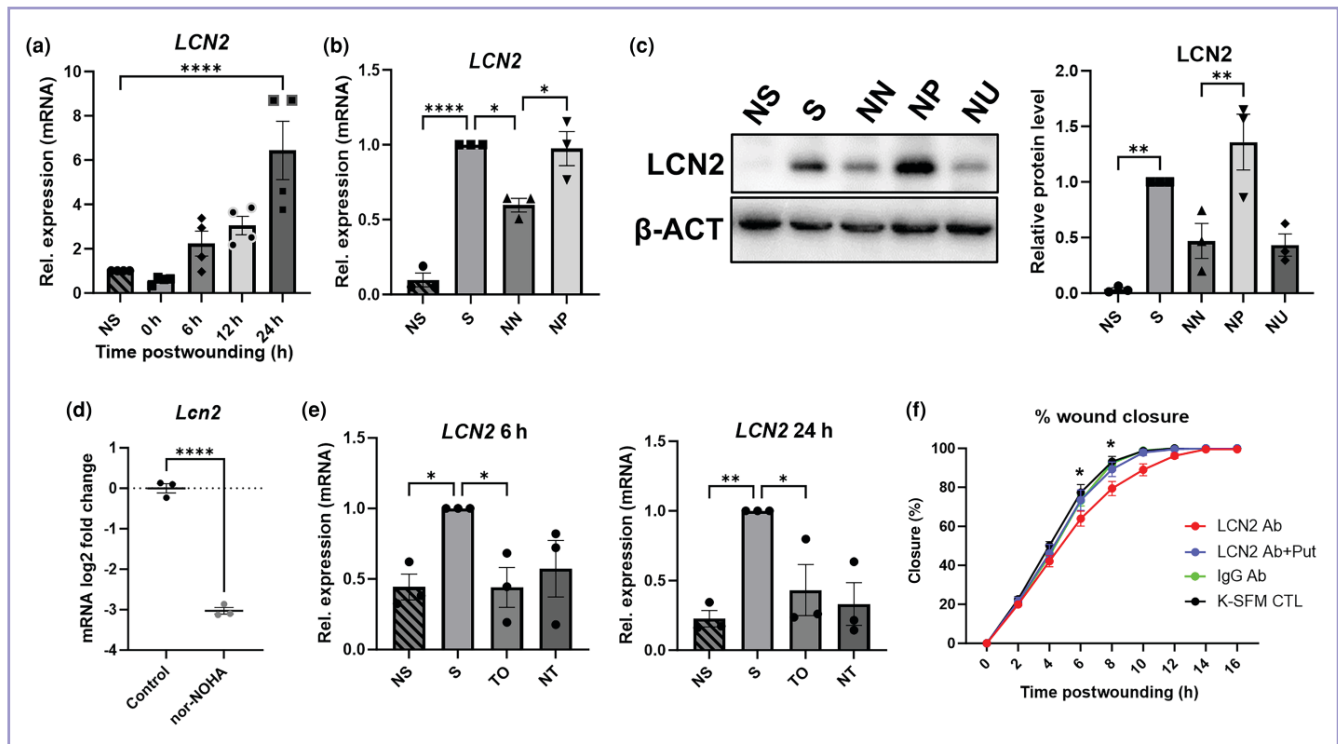 (a)
LCN2
****
Rel. expression (mRNA)
10
8
6
4
2
0
NS
0 h
6 h
12 h
24 h
Time postwounding (h)
(b)
LCN2
****
*
*
Rel. expression (mRNA)
1.5
1.0
0.5
0.0
NS
S
NN
NP
(c)
NS
S
NN
NP
NU
LCN2
β-ACT
LCN2
**
**
Relative protein level
2.0
1.5
1.0
0.5
0.0
NS
S
NN
NP
NU
(d)
Lcn2
****
mRNA log2 fold change
1
0
-1
-2
-3
-4
Control
nor-NOHA
(e)
LCN2 6 h
*
*
Rel. expression (mRNA)
1.5
1.0
0.5
0.0
NS
S
TO
NT
LCN2 24 h
**
*
Rel. expression (mRNA)
1.5
1.0
0.5
0.0
NS
S
TO
NT
(f)
% wound closure
*
*
Closure (%)
100
80
60
40
20
0
0
2
4
6
8
10
12
14
16
Time postwounding (h)
LCN2 Ab
LCN2 Ab+Put
IgG Ab
K-SFM CTL